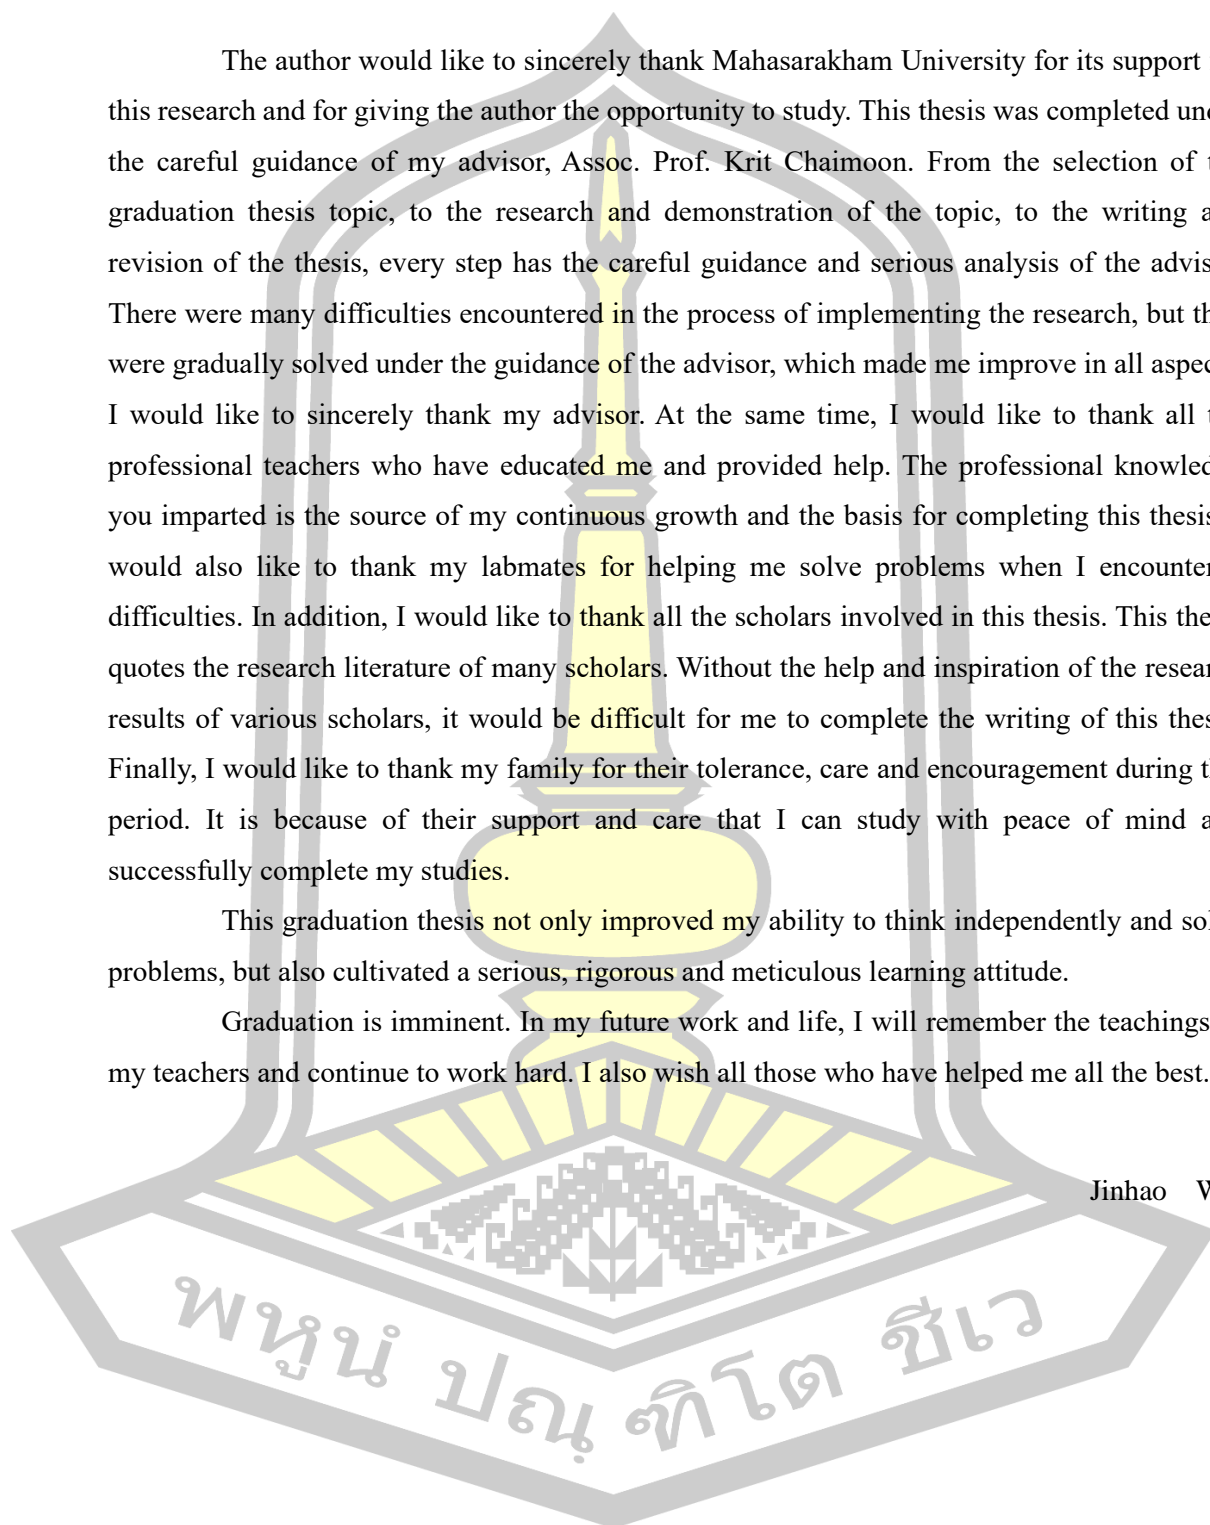 The author would like to sincerely thank Mahasarakham University for its support
this research and for giving the author the opportunity to study. This thesis was completed
the careful guidance of my advisor, Assoc. Prof. Krit Chaimoon. From the selection of
graduation thesis topic, to the research and demonstration of the topic, to the writing
revision of the thesis, every step has the careful guidance and serious analysis of the
There were many difficulties encountered in the process of implementing the research, but
were gradually solved under the guidance of the advisor, which made me improve in all
I would like to sincerely thank my advisor. At the same time, I would like to thank all
professional teachers who have educated me and provided help. The professional
you imparted is the source of my continuous growth and the basis for completing this thesis
would also like to thank my labmates for helping me solve problems when I
difficulties. In addition, I would like to thank all the scholars involved in this thesis. This
quotes the research literature of many scholars. Without the help and inspiration of the
results of various scholars, it would be difficult for me to complete the writing of this
Finally, I would like to thank my family for their tolerance, care and encouragement during
period. It is because of their support and care that I can study with peace of mind
successfully complete my studies.
This graduation thesis not only improved my ability to think independently and
problems, but also cultivated a serious, rigorous and meticulous learning attitude.
Graduation is imminent. In my future work and life, I will remember the teachings
my teachers and continue to work hard. I also wish all those who have helped me all the best.
Jinhao
พหูนํ ปณฺฑิโต ชีเว